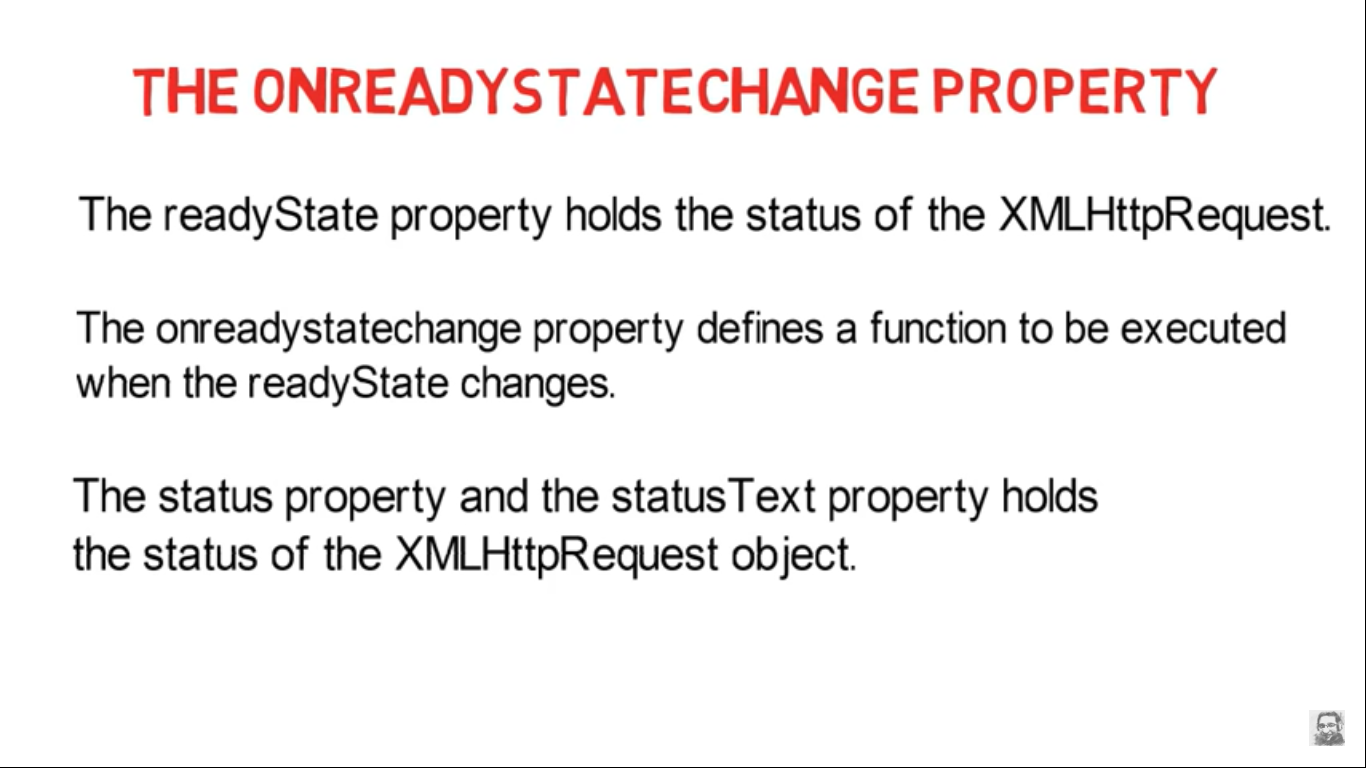 THE ONREADYSTATECHANGE PROPERTY
The readyState property holds the status of the XMLHttpRequest.
The onreadystatechange property defines a function to be executed
when the readyState changes.
The status property and the statusText property holds
the status of the XMLHttpRequest object.